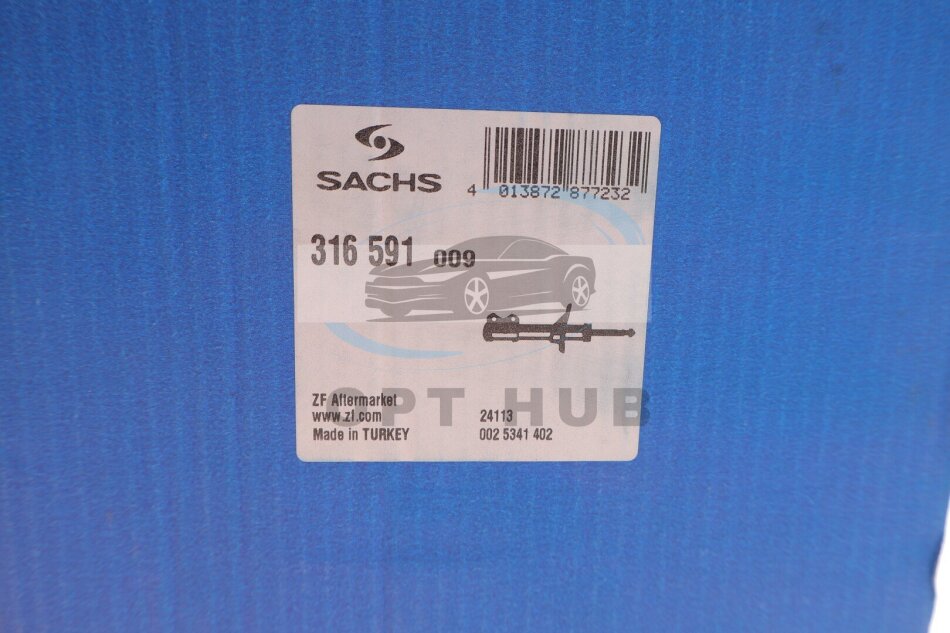 SACHS
4 013872 877232
316 591 009
OPT HUB
ZF Aftermarket
www.zf.com
Made in TURKEY
24113
002 5341 402